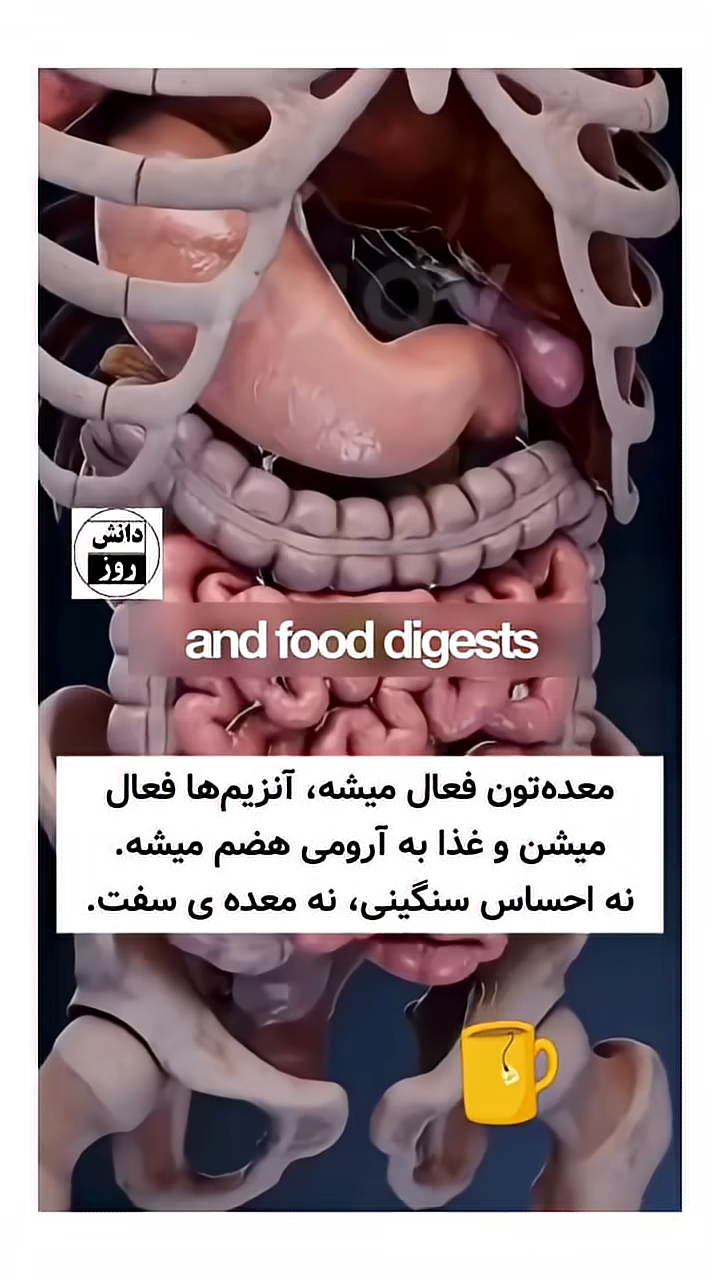 دانش
روز
and food digests
معده‌تون فعال میشه، آنزیم‌ها فعال
میشن و غذا به آرومی هضم میشه.
نه احساس سنگینی، نه معده ی سفت.